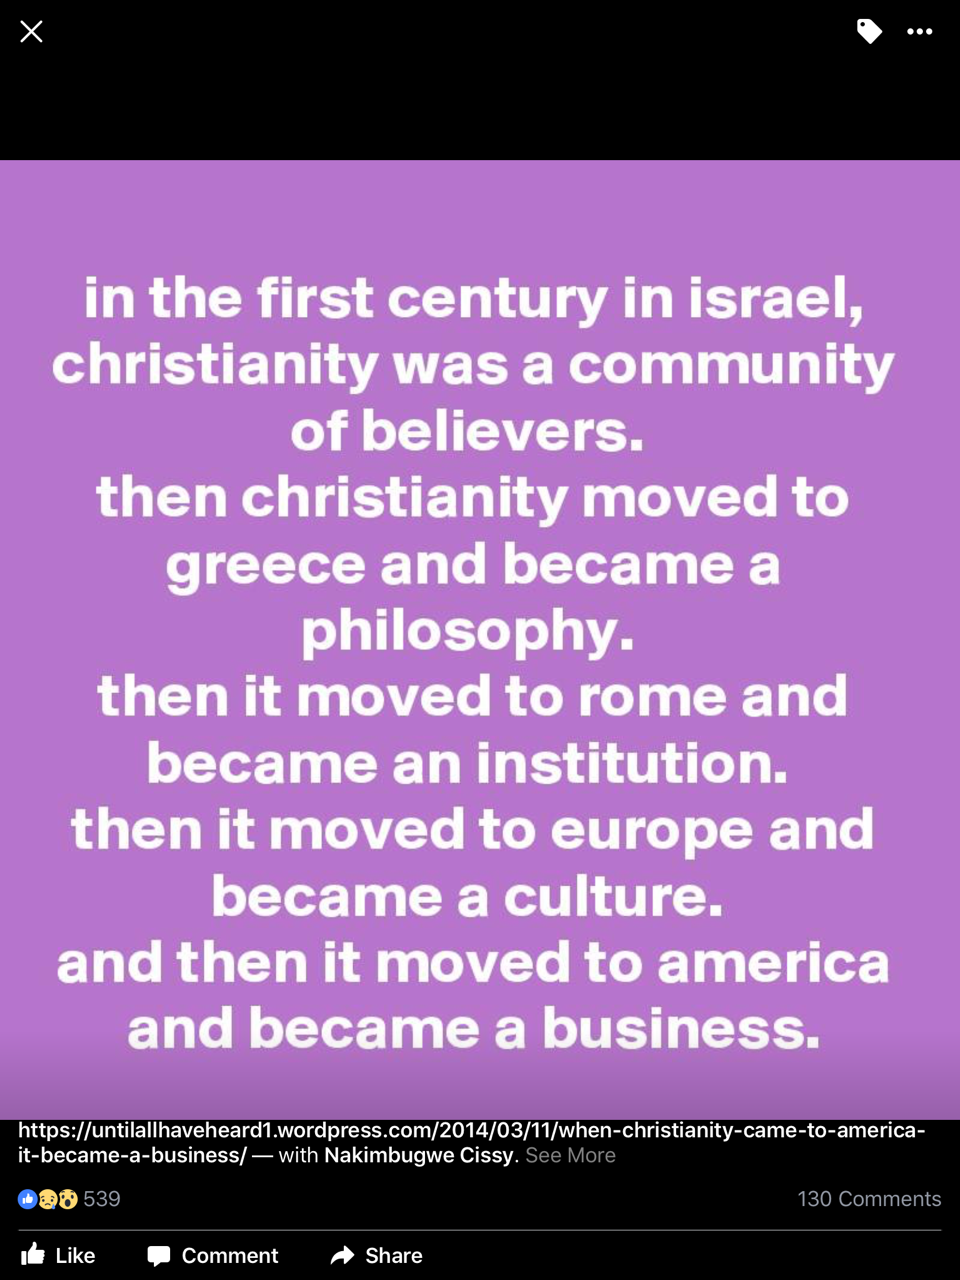 in the first century in israel,
christianity was a community
of believers.
then christianity moved to
greece and became a
philosophy.
then it moved to rome and
became an institution.
then it moved to europe and
became a culture.
and then it moved to america
and became a business.
https://untilallhaveheard1.wordpress.com/2014/03/11/when-christianity-came-to-america-
it-became-a-business/ — with Nakimbugwe Cissy. See More
539 130 Comments
Like Comment Share